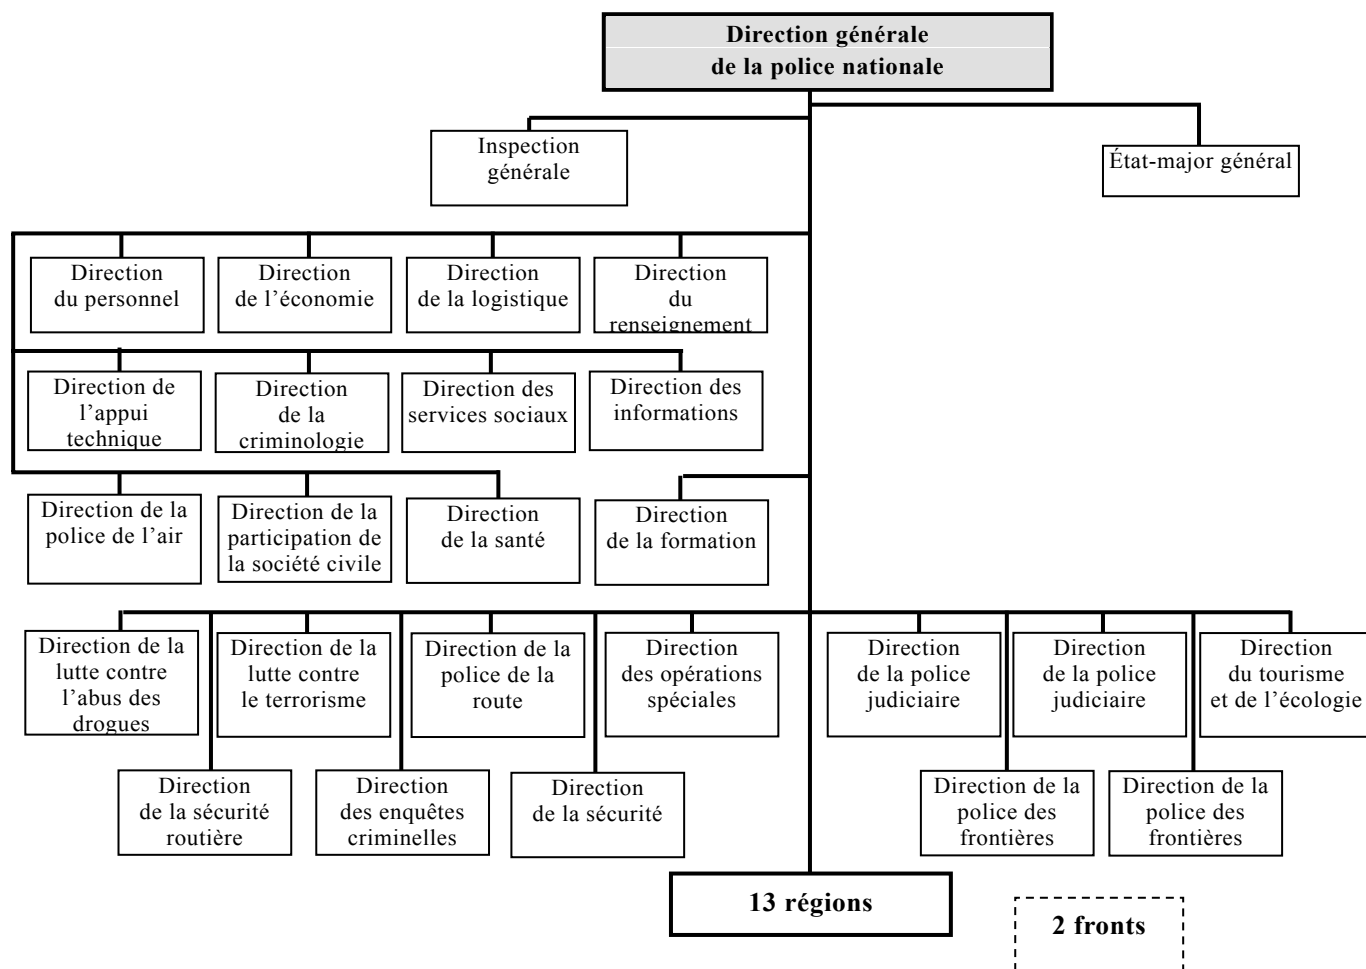 Direction générale
de la police nationale
Inspection
générale
État-major général
Direction
du personnel
Direction
de l’économie
Direction
de la logistique
Direction
du
renseignement
Direction de
l’appui
technique
Direction
de la
criminologie
Direction des
services sociaux
Direction des
informations
Direction de la
police de l’air
Direction de la
participation de
la société civile
Direction
de la santé
Direction
de la formation
Direction de la
lutte contre
l’abus des
drogues
Direction de la
lutte contre
le terrorisme
Direction de la
police de la
route
Direction
des opérations
spéciales
Direction
de la police
judiciaire
Direction
de la police
judiciaire
Direction
du tourisme
et de l’écologie
Direction
de la sécurité
routière
Direction
des enquêtes
criminelles
Direction
de la sécurité
Direction de la
police des
frontières
Direction de la
police des
frontières
13 régions
2 fronts